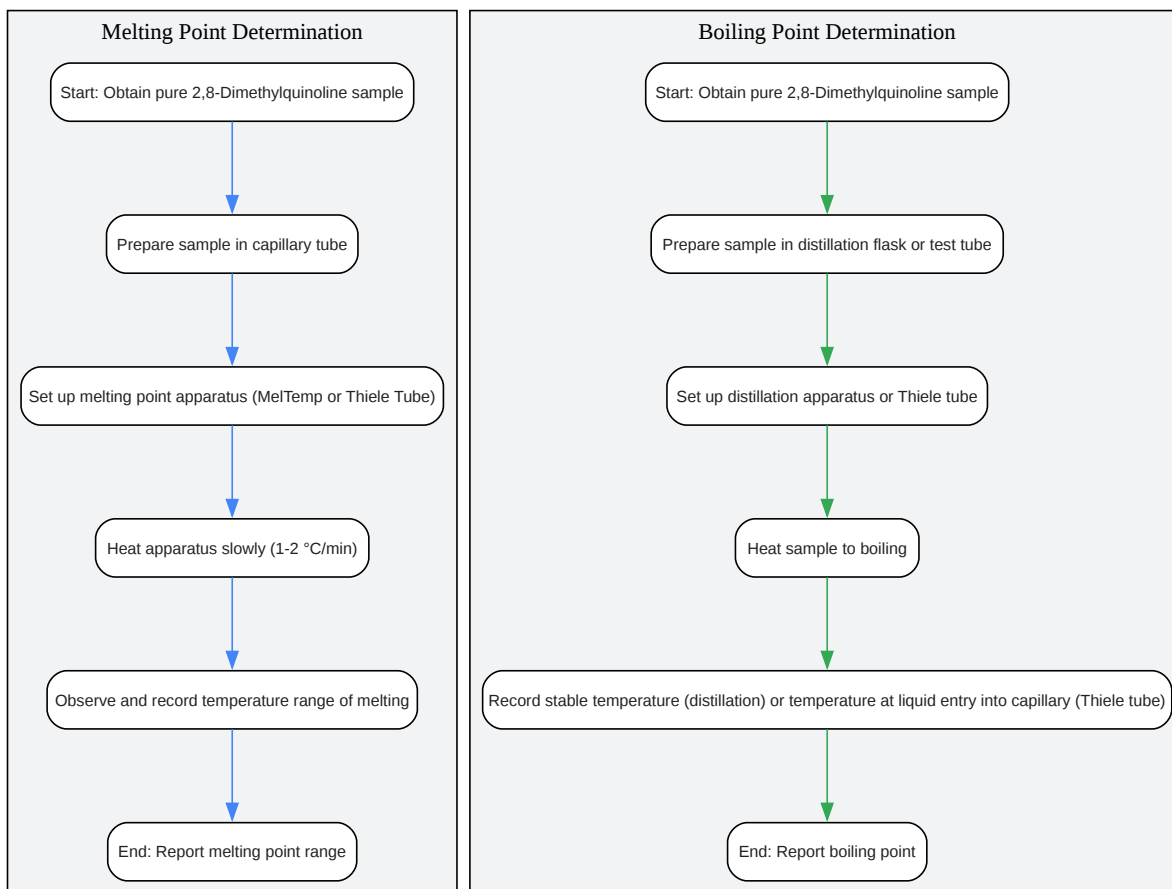 Melting Point Determination
Start: Obtain pure 2,8-Dimethylquinoline sample
Prepare sample in capillary tube
Set up melting point apparatus (MelTemp or Thiele Tube)
Heat apparatus slowly (1-2 °C/min)
Observe and record temperature range of melting
End: Report melting point range
Boiling Point Determination
Start: Obtain pure 2,8-Dimethylquinoline sample
Prepare sample in distillation flask or test tube
Set up distillation apparatus or Thiele tube
Heat sample to boiling
Record stable temperature (distillation) or temperature at liquid entry into capillary (Thiele tube)
End: Report boiling point